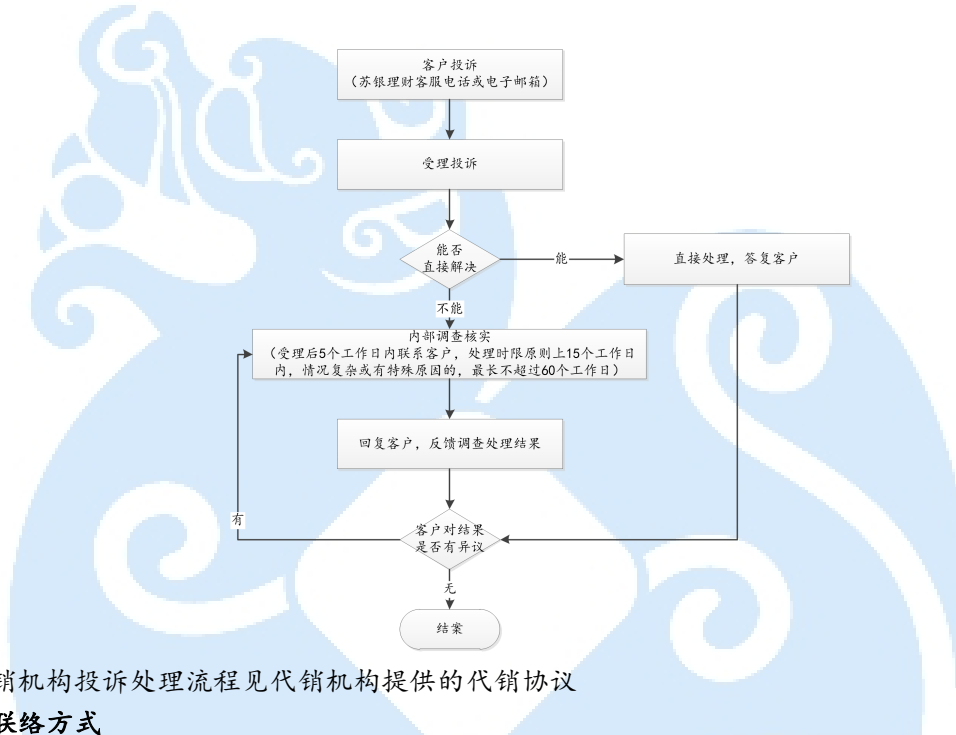 客户投诉
（苏银理财客服电话或电子邮箱）
受理投诉
能否
直接解决
能
直接处理，答复客户
不能
内部调查核实
（受理后5个工作日内联系客户，处理时限原则上15个工作日
内，情况复杂或有特殊原因的，最长不超过60个工作日）
回复客户，反馈调查处理结果
有
客户对结果
是否有异议
无
结案
销机构投诉处理流程见代销机构提供的代销协议
联络方式